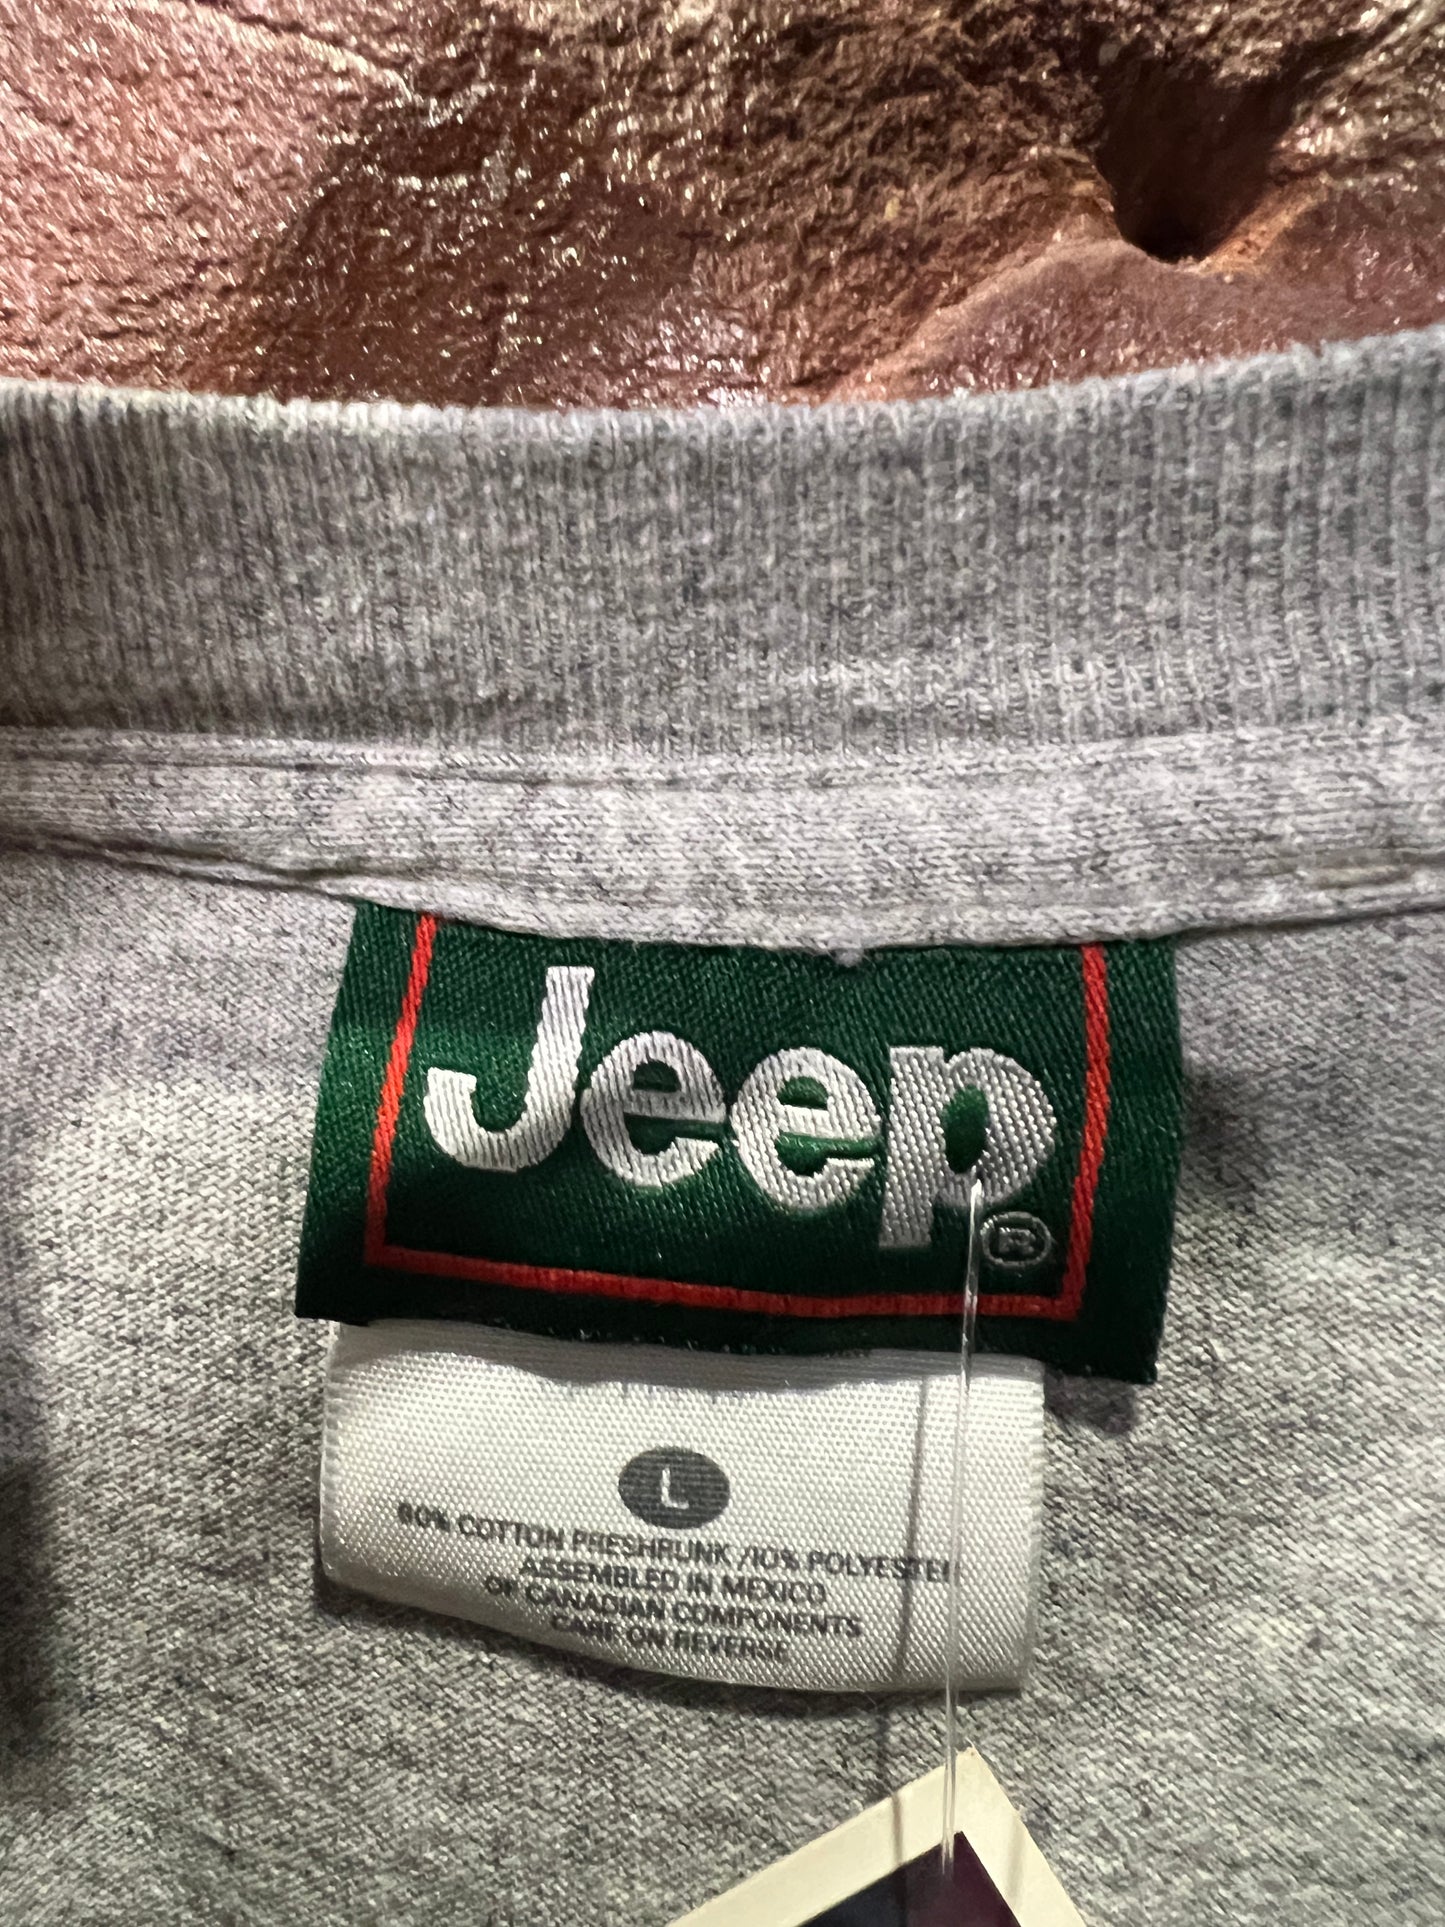 Jeep
®
L
90% COTTON PRESHRUNK /10% POLYESTER
ASSEMBLED IN MEXICO
OF CANADIAN COMPONENTS
CARE ON REVERSE